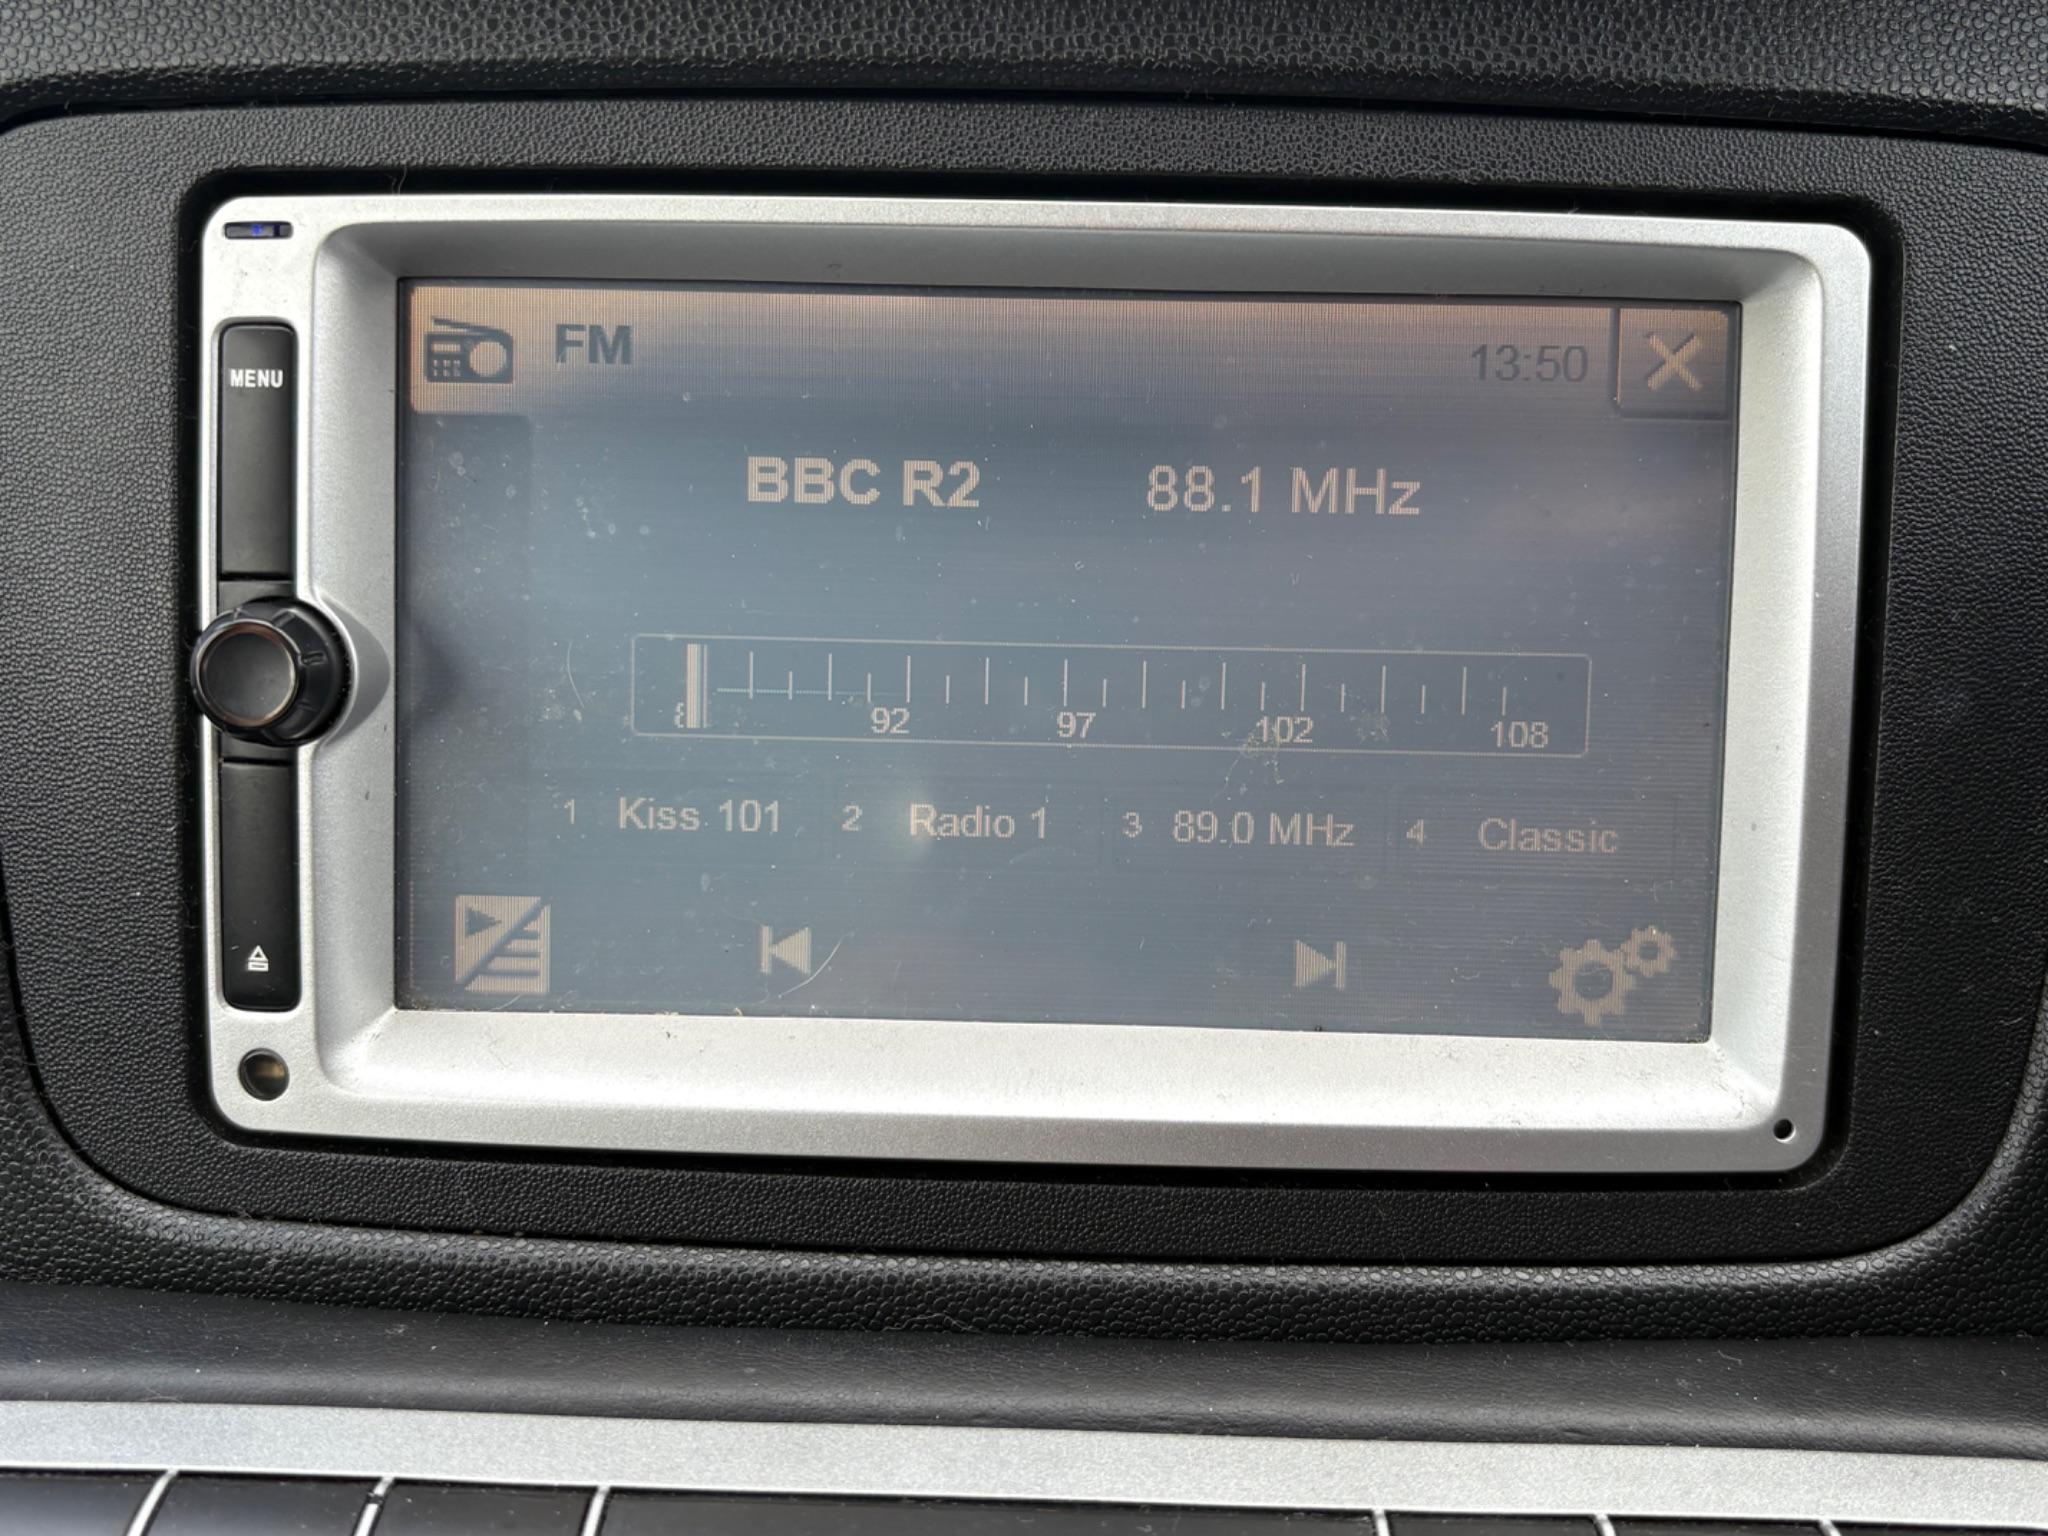 FM 13:50
MENU
BBC R2 88.1 MHz
92 97 102 108
1 Kiss 101 2 Radio 1 3 89.0 MHz 4 Classic